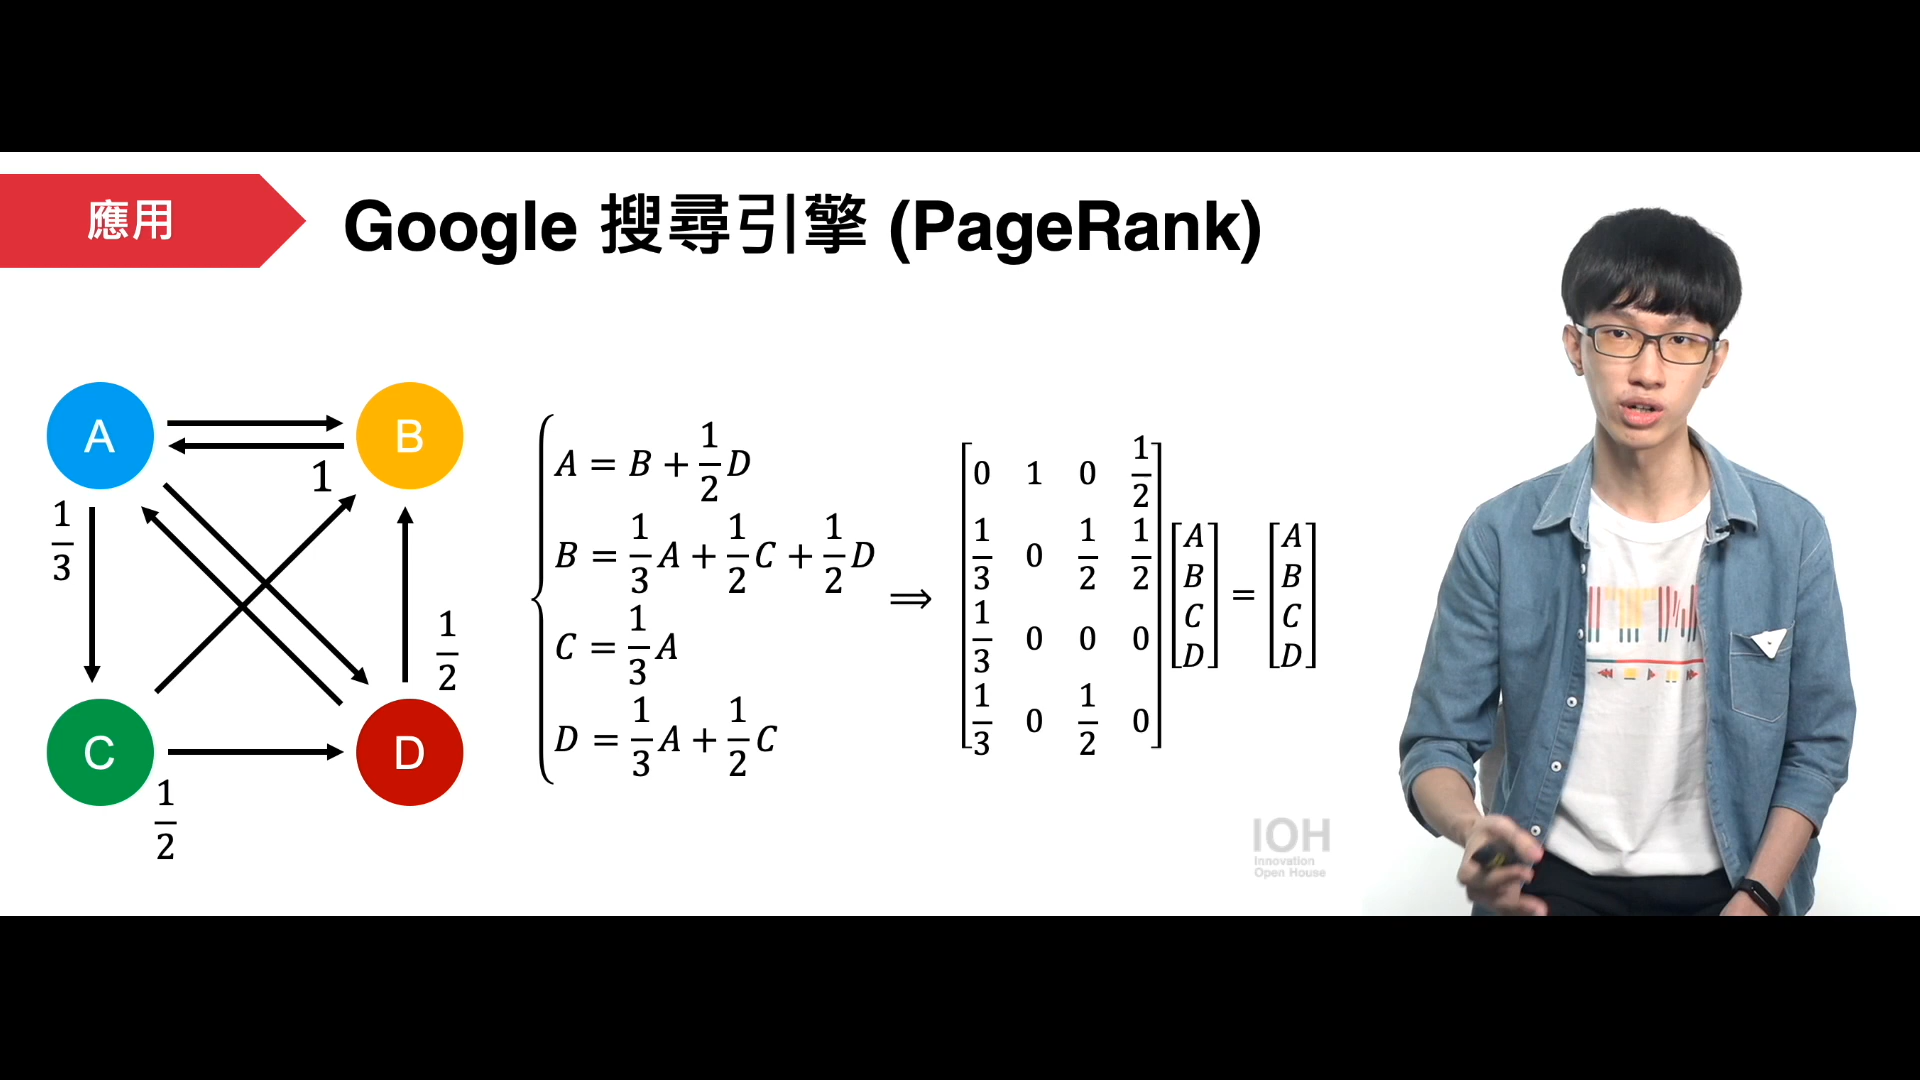 應用
Google 搜尋引擎 (PageRank)
A
B
C
D
1
1/3
1/2
1/2
A = B + 1/2 D
B = 1/3 A + 1/2 C + 1/2 D
C = 1/3 A
D = 1/3 A + 1/2 C
⟹
0 1 0 1/2
1/3 0 1/2 1/2
1/3 0 0 0
1/3 0 1/2 0
A
B
C
D
=
A
B
C
D
IOH
Innovation
Open House